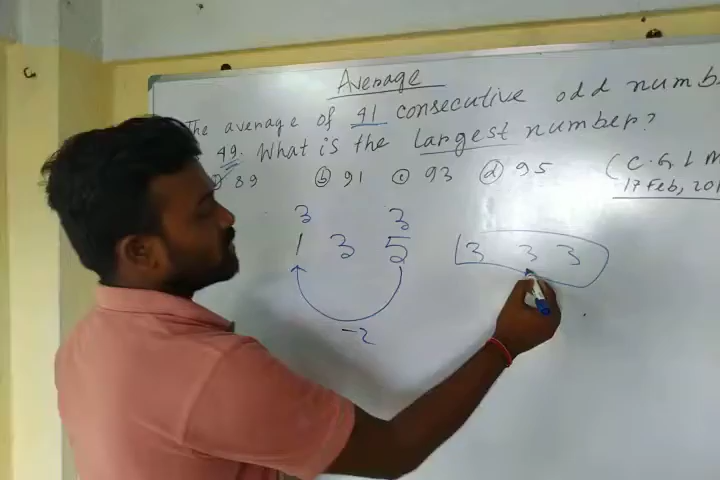 Average
The average of 41 consecutive odd numb
49. What is the largest number?
89 (b) 91 (c) 93 (d) 95 (C.G.L M
17 Feb, 201
3 3
1 3 5 3 3 3
-2